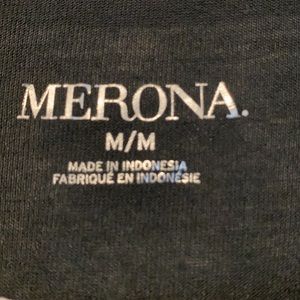 MERONA.
M/M
MADE IN INDONESIA
FABRIQUÉ EN INDONÉSIE